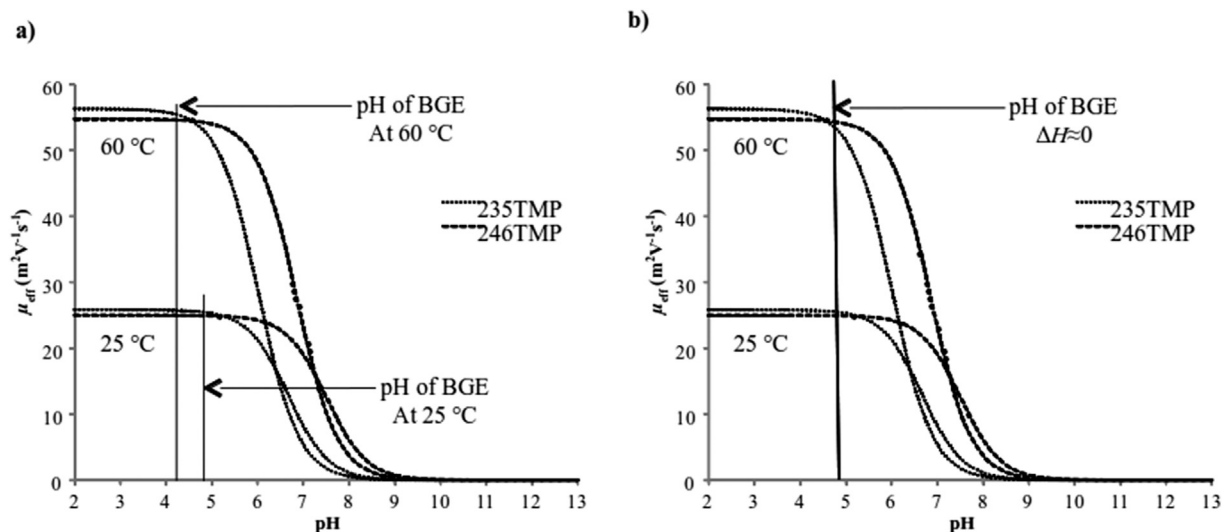 a)
60
50
40
30
20
10
0
μeff (m²V⁻¹s⁻¹)
pH of BGE
At 60 °C
60 °C
235TMP
246TMP
25 °C
pH of BGE
At 25 °C
2 3 4 5 6 7 8 9 10 11 12 13
pH
b)
60
50
40
30
20
10
0
μeff (m²V⁻¹s⁻¹)
pH of BGE
ΔH≈0
60 °C
235TMP
246TMP
25 °C
2 3 4 5 6 7 8 9 10 11 12 13
pH